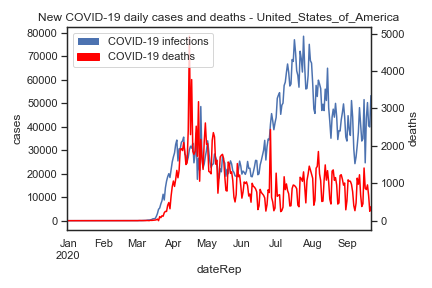 New COVID-19 daily cases and deaths - United_States_of_America
COVID-19 infections
COVID-19 deaths
80000
70000
60000
50000
40000
30000
20000
10000
0
cases
5000
4000
3000
2000
1000
0
deaths
Jan Feb Mar Apr May Jun Jul Aug Sep
2020
dateRep